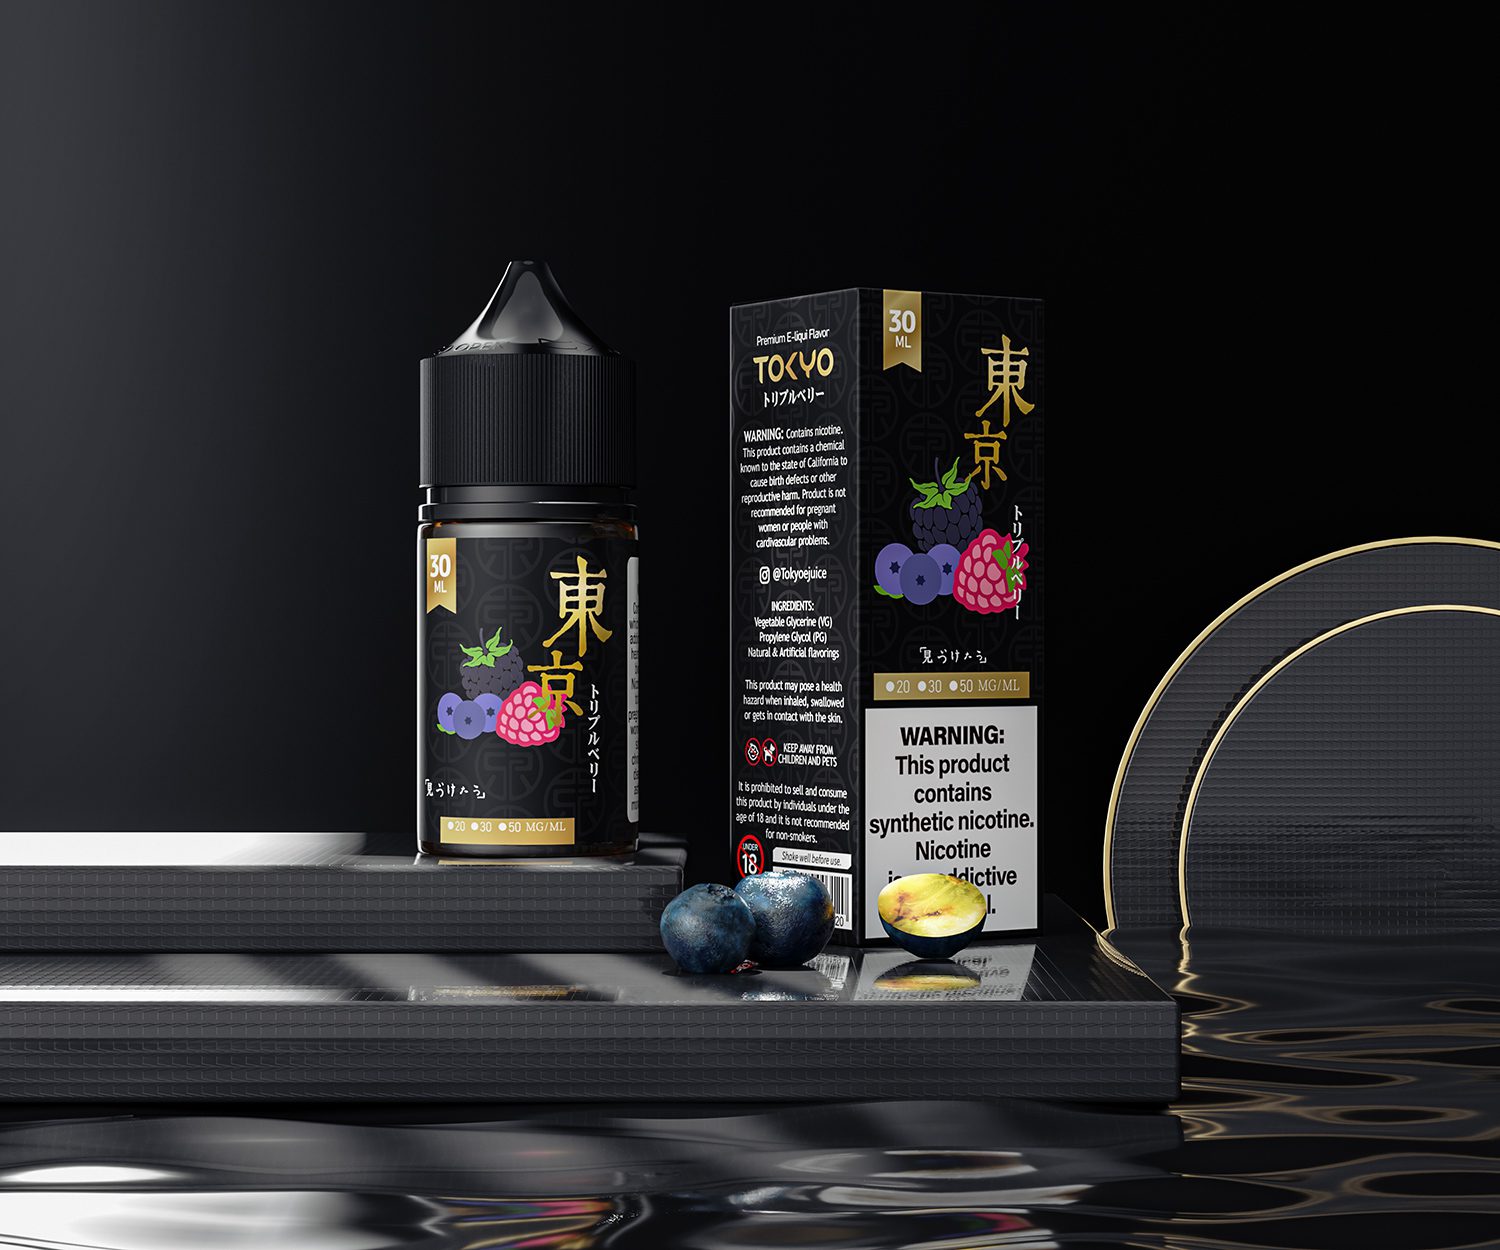 30
ML
東京
トリプルベリー
「見づけたら」
20 30 50 MG/ML
Premium E-liqui Flavor
TOKYO
トリプルベリー
WARNING: Contains nicotine.
This product contains a chemical
known to the state of California to
cause birth defects or other
reproductive harm. Product is not
recommended for pregnant
women or people with
cardivascular problems.
@Tokyoejuice
INGREDIENTS:
Vegetable Glycerine (VG)
Propylene Glycol (PG)
Natural & Artificial flavorings
This product may pose a health
hazard when inhaled, swallowed
or gets in contact with the skin.
KEEP AWAY FROM
CHILDREN AND PETS
It is prohibited to sell and consume
this product by individuals under the
age of 18 and it is not recommended
for non-smokers.
UNDER
18
Shake well before use.
30
ML
東京
トリプルベリー
「見づけたら」
20 30 50 MG/ML
WARNING:
This product
contains
synthetic nicotine.
Nicotine